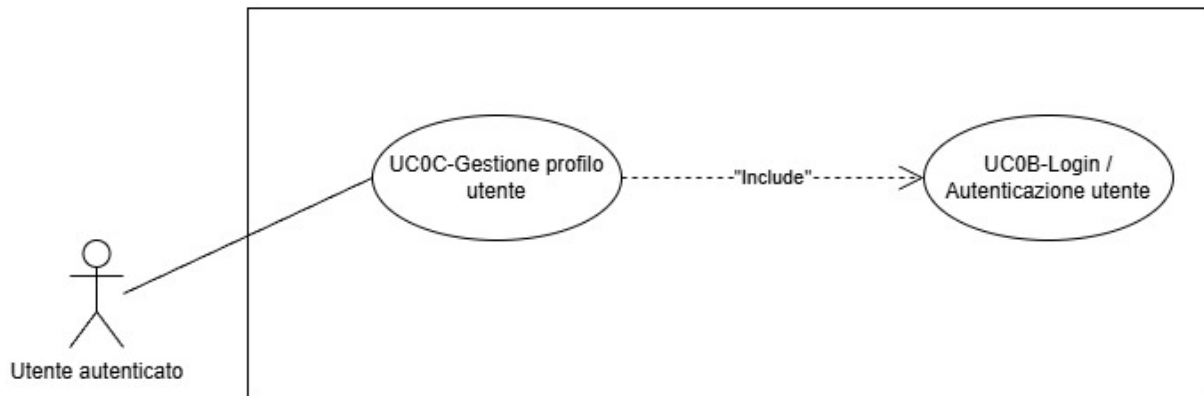 UC0C-Gestione profilo
utente
"Include"
UC0B-Login /
Autenticazione utente
Utente autenticato